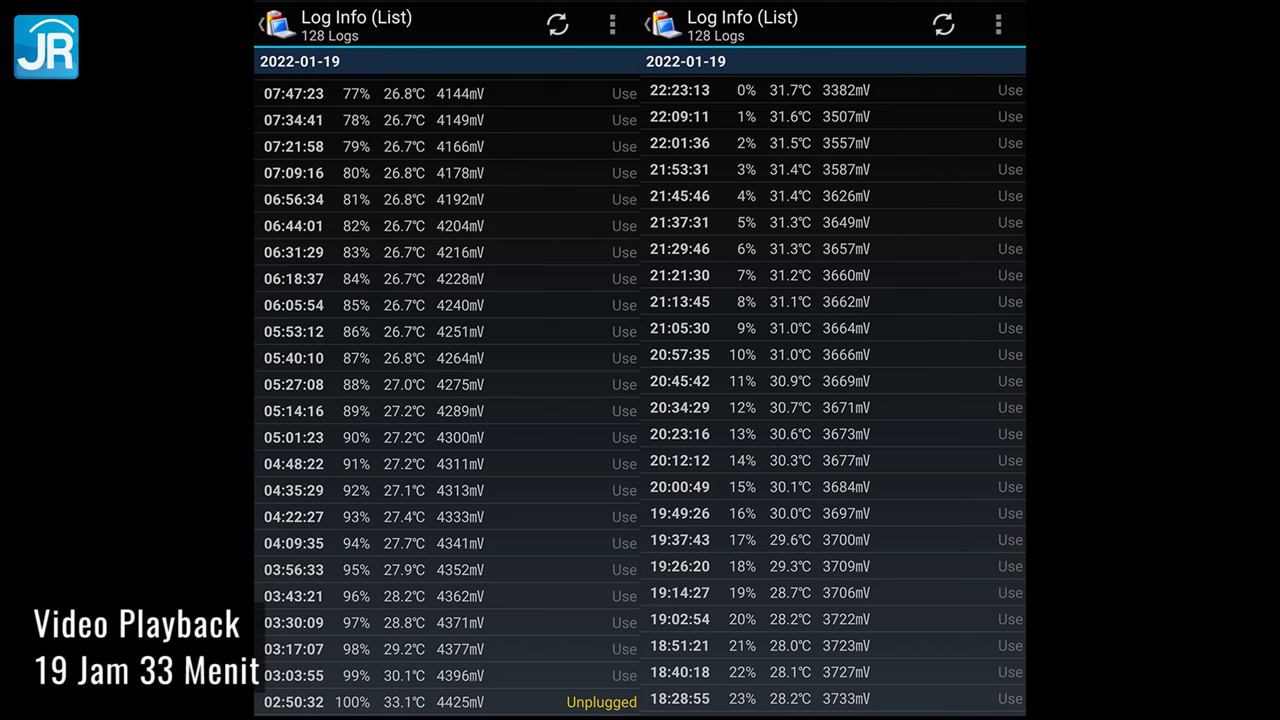 JR
Log Info (List)
128 Logs
2022-01-19
07:47:23 77% 26.8℃ 4144mV Use
07:34:41 78% 26.7℃ 4149mV Use
07:21:58 79% 26.7℃ 4166mV Use
07:09:16 80% 26.8℃ 4178mV Use
06:56:34 81% 26.8℃ 4192mV Use
06:44:01 82% 26.7℃ 4204mV Use
06:31:29 83% 26.7℃ 4216mV Use
06:18:37 84% 26.7℃ 4228mV Use
06:05:54 85% 26.7℃ 4240mV Use
05:53:12 86% 26.7℃ 4251mV Use
05:40:10 87% 26.8℃ 4264mV Use
05:27:08 88% 27.0℃ 4275mV Use
05:14:16 89% 27.2℃ 4289mV Use
05:01:23 90% 27.2℃ 4300mV Use
04:48:22 91% 27.2℃ 4311mV Use
04:35:29 92% 27.1℃ 4313mV Use
04:22:27 93% 27.4℃ 4333mV Use
04:09:35 94% 27.7℃ 4341mV Use
03:56:33 95% 27.9℃ 4352mV Use
03:43:21 96% 28.2℃ 4362mV Use
03:30:09 97% 28.8℃ 4371mV Use
03:17:07 98% 29.2℃ 4377mV Use
03:03:55 99% 30.1℃ 4396mV Use
02:50:32 100% 33.1℃ 4425mV Unplugged
Log Info (List)
128 Logs
2022-01-19
22:23:13 0% 31.7℃ 3382mV Use
22:09:11 1% 31.6℃ 3507mV Use
22:01:36 2% 31.5℃ 3557mV Use
21:53:31 3% 31.4℃ 3587mV Use
21:45:46 4% 31.4℃ 3626mV Use
21:37:31 5% 31.3℃ 3649mV Use
21:29:46 6% 31.3℃ 3657mV Use
21:21:30 7% 31.2℃ 3660mV Use
21:13:45 8% 31.1℃ 3662mV Use
21:05:30 9% 31.0℃ 3664mV Use
20:57:35 10% 31.0℃ 3666mV Use
20:45:42 11% 30.9℃ 3669mV Use
20:34:29 12% 30.7℃ 3671mV Use
20:23:16 13% 30.6℃ 3673mV Use
20:12:12 14% 30.3℃ 3677mV Use
20:00:49 15% 30.1℃ 3684mV Use
19:49:26 16% 30.0℃ 3697mV Use
19:37:43 17% 29.6℃ 3700mV Use
19:26:20 18% 29.3℃ 3709mV Use
19:14:27 19% 28.7℃ 3706mV Use
19:02:54 20% 28.2℃ 3722mV Use
18:51:21 21% 28.0℃ 3723mV Use
18:40:18 22% 28.1℃ 3727mV Use
18:28:55 23% 28.2℃ 3733mV Use
Video Playback
19 Jam 33 Menit